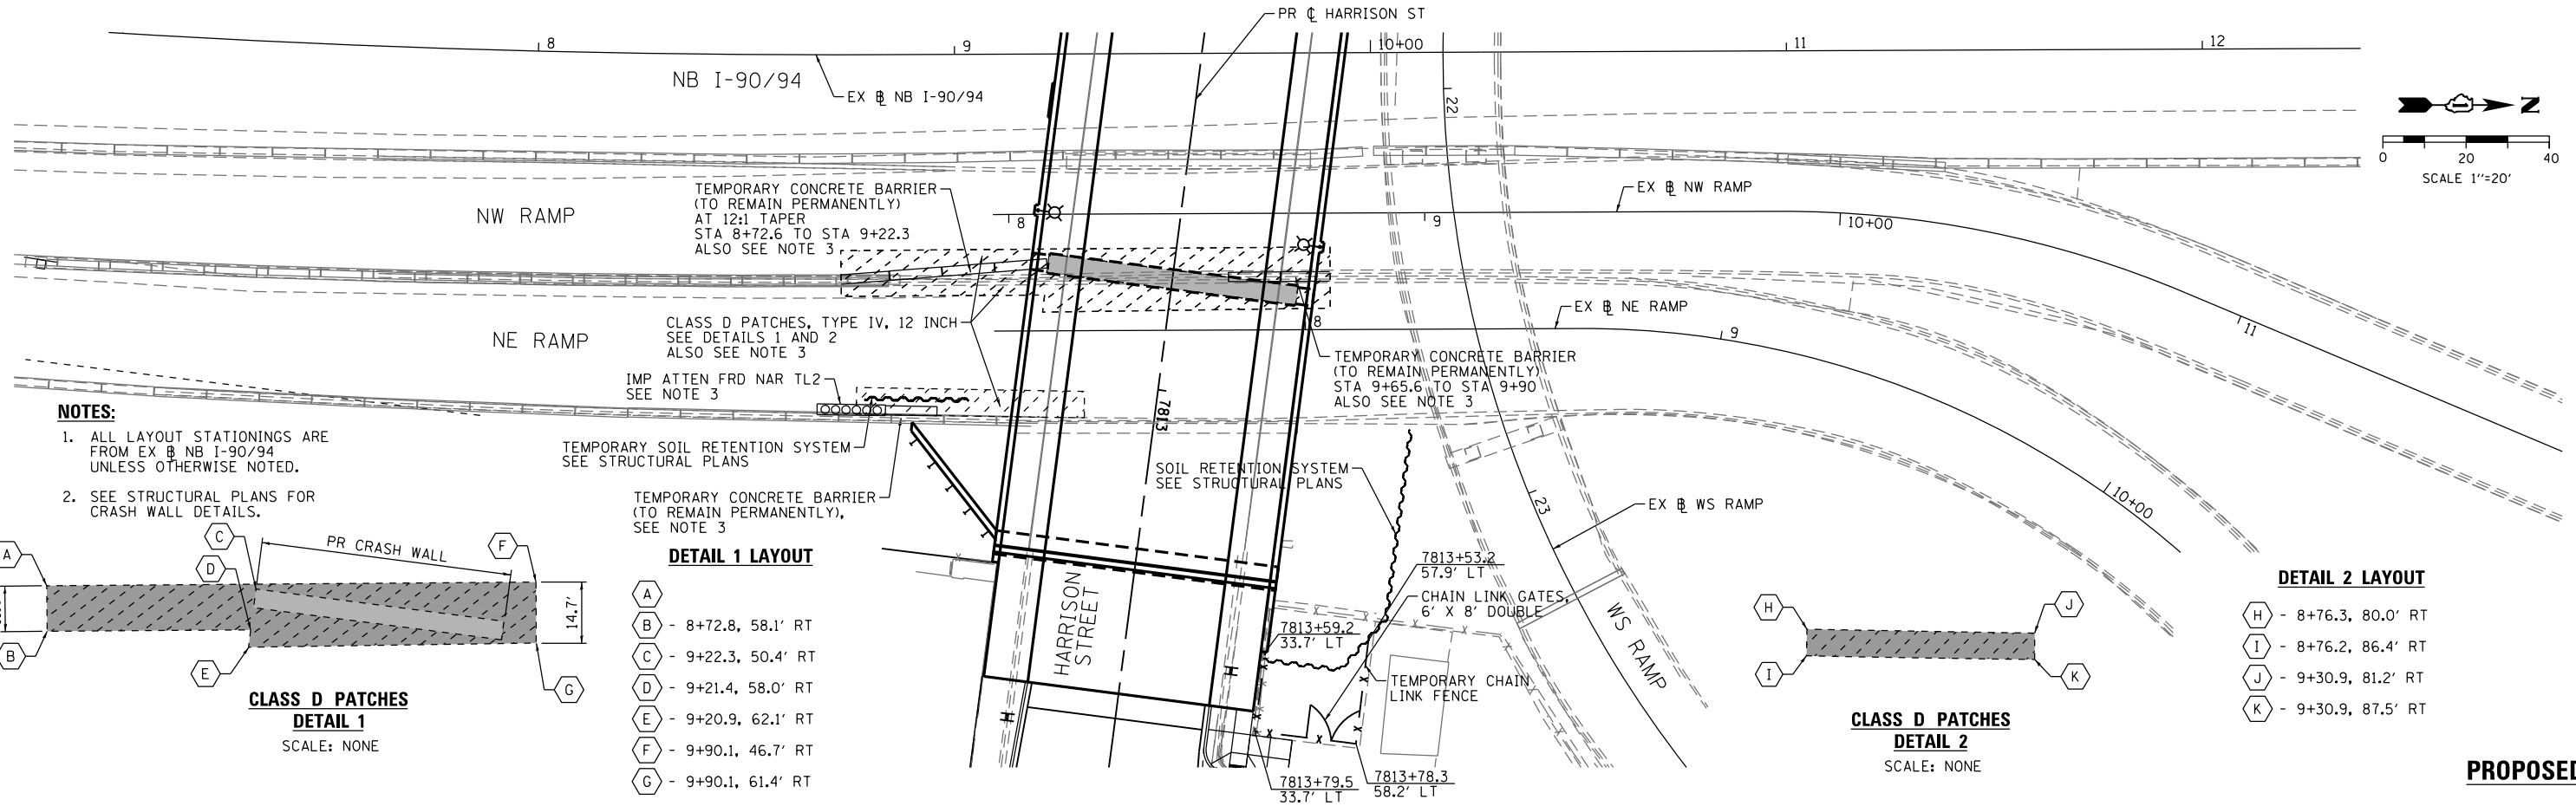 PR ℄ HARRISON ST
8
9
10+00
11
12
NB I-90/94
EX ⅊ NB I-90/94
22
N
0 20 40
SCALE 1"=20'
TEMPORARY CONCRETE BARRIER
(TO REMAIN PERMANENTLY)
AT 12:1 TAPER
STA 8+72.6 TO STA 9+22.3
ALSO SEE NOTE 3
NW RAMP
EX ⅊ NW RAMP
8
9
10+00
11
CLASS D PATCHES, TYPE IV, 12 INCH
SEE DETAILS 1 AND 2
ALSO SEE NOTE 3
NE RAMP
EX ⅊ NE RAMP
8
9
10+00
TEMPORARY CONCRETE BARRIER
(TO REMAIN PERMANENTLY)
STA 9+65.6 TO STA 9+90
ALSO SEE NOTE 3
IMP ATTEN FRD NAR TL2
SEE NOTE 3
7813
NOTES:
1. ALL LAYOUT STATIONINGS ARE
FROM EX ⅊ NB I-90/94
UNLESS OTHERWISE NOTED.
2. SEE STRUCTURAL PLANS FOR
CRASH WALL DETAILS.
TEMPORARY SOIL RETENTION SYSTEM
SEE STRUCTURAL PLANS
TEMPORARY CONCRETE BARRIER
(TO REMAIN PERMANENTLY),
SEE NOTE 3
SOIL RETENTION SYSTEM
SEE STRUCTURAL PLANS
23
EX ⅊ WS RAMP
WS RAMP
HARRISON
STREET
H
H
7813+53.2
57.9' LT
CHAIN LINK GATES,
6' X 8' DOUBLE
7813+59.2
33.7' LT
TEMPORARY CHAIN
LINK FENCE
7813+79.5
33.7' LT
7813+78.3
58.2' LT
A
B
C
D
E
F
G
PR CRASH WALL
14.7'
CLASS D PATCHES
DETAIL 1
SCALE: NONE
DETAIL 1 LAYOUT
A
B - 8+72.8, 58.1' RT
C - 9+22.3, 50.4' RT
D - 9+21.4, 58.0' RT
E - 9+20.9, 62.1' RT
F - 9+90.1, 46.7' RT
G - 9+90.1, 61.4' RT
H
I
J
K
CLASS D PATCHES
DETAIL 2
SCALE: NONE
DETAIL 2 LAYOUT
H - 8+76.3, 80.0' RT
I - 8+76.2, 86.4' RT
J - 9+30.9, 81.2' RT
K - 9+30.9, 87.5' RT
PROPOSED